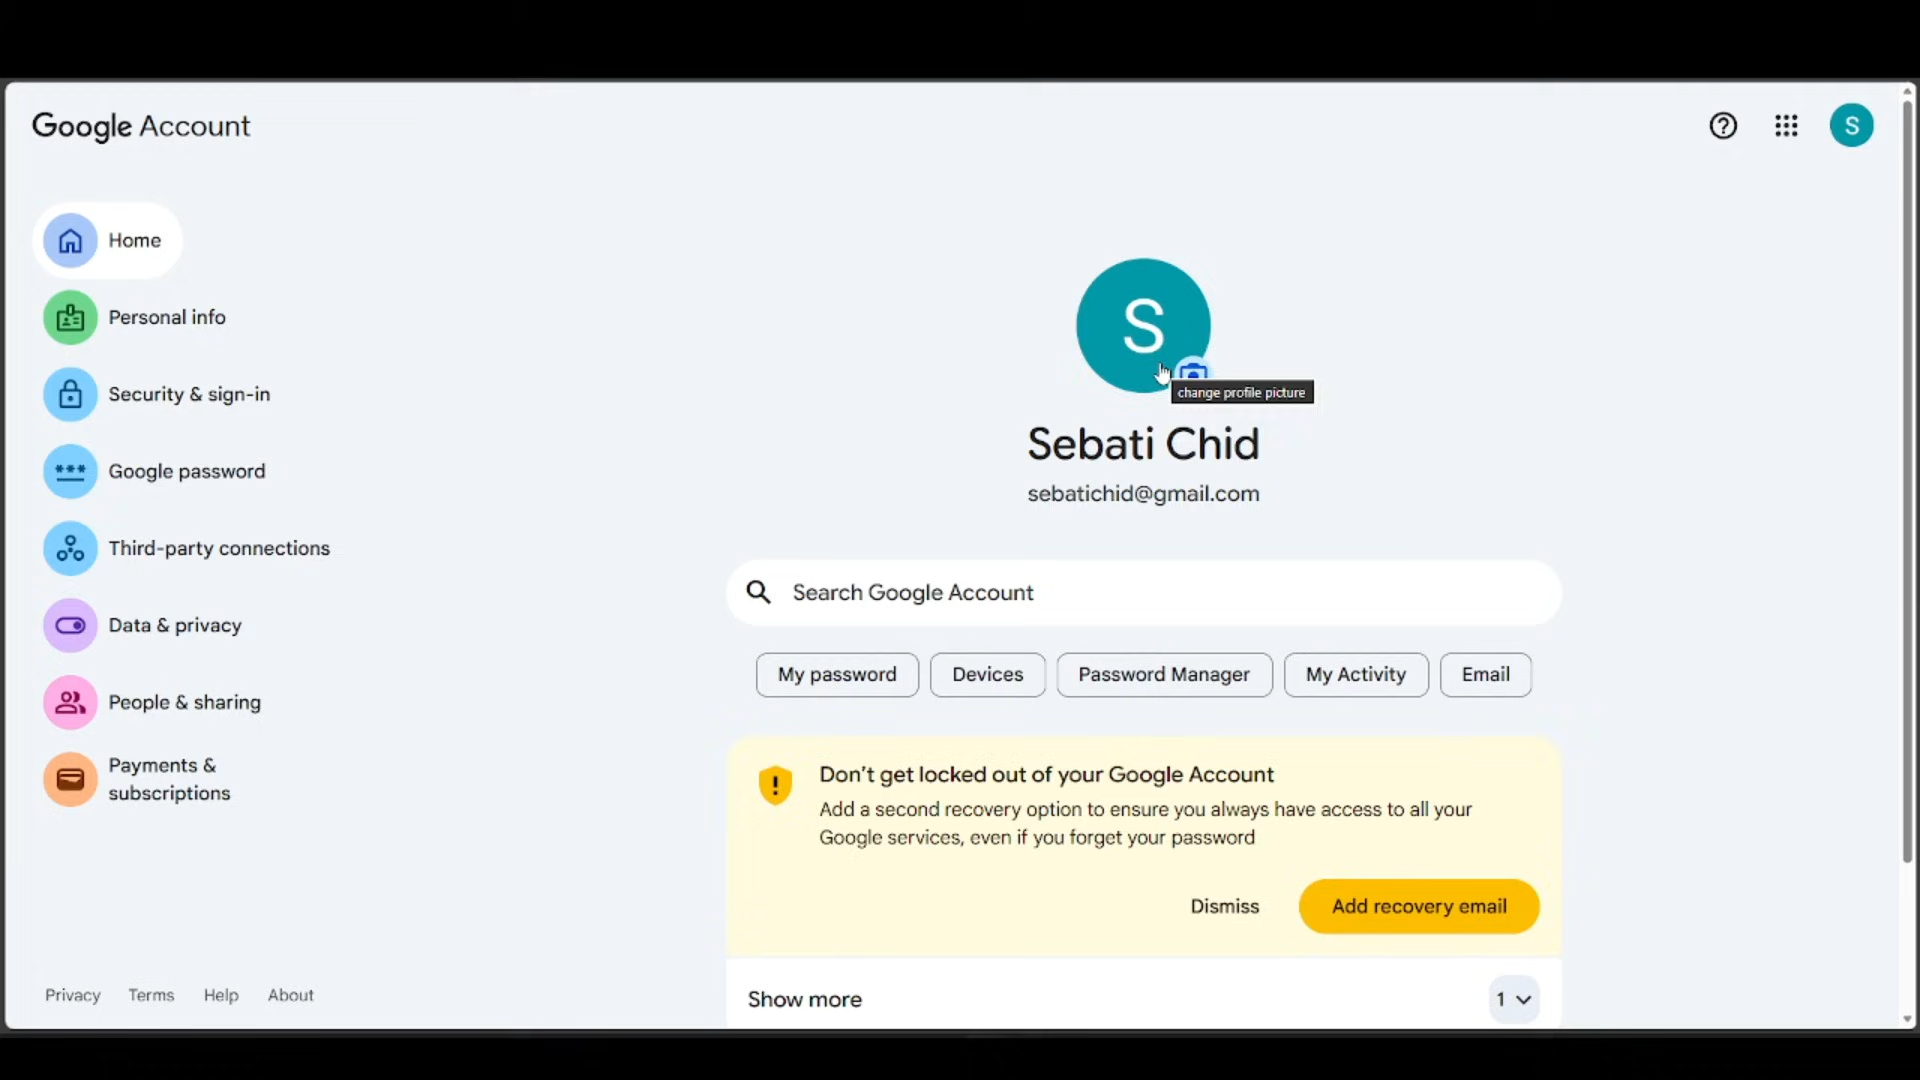 Google Account
S
Home
Personal info
Security & sign-in
Google password
Third-party connections
Data & privacy
People & sharing
Payments &
subscriptions
Privacy Terms Help About
S
change profile picture
Sebati Chid
sebatichid@gmail.com
Search Google Account
My password Devices Password Manager My Activity Email
Don't get locked out of your Google Account
Add a second recovery option to ensure you always have access to all your
Google services, even if you forget your password
Dismiss Add recovery email
Show more 1